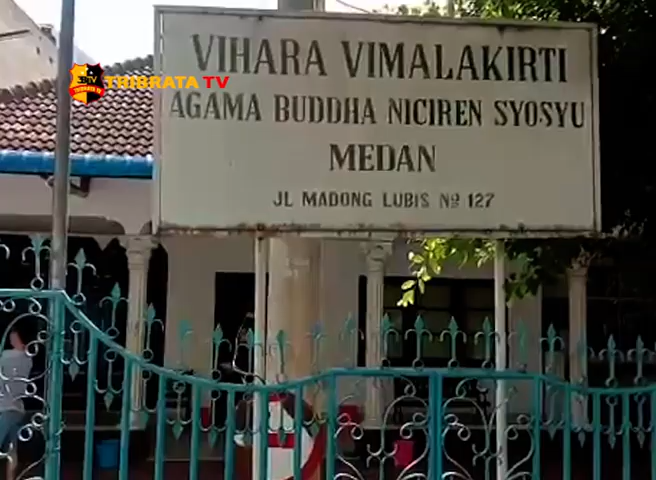 VIHARA VIMALAKIRTI
TRIBRATA TV
AGAMA BUDDHA NICIREN SYOSYU
MEDAN
JL MADONG LUBIS Nº 127